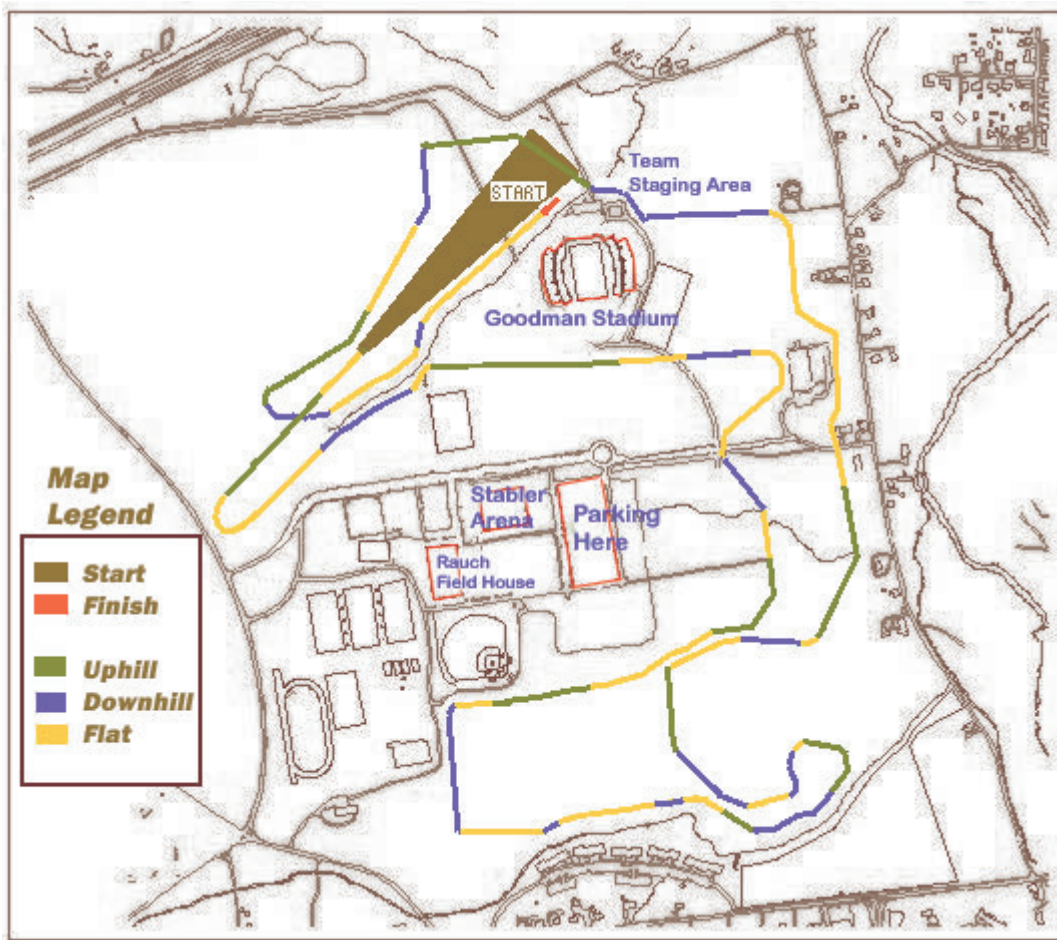 Team
Staging Area
START
Goodman Stadium
Stabler
Arena
Parking
Here
Rauch
Field House
Map
Legend
Start
Finish
Uphill
Downhill
Flat